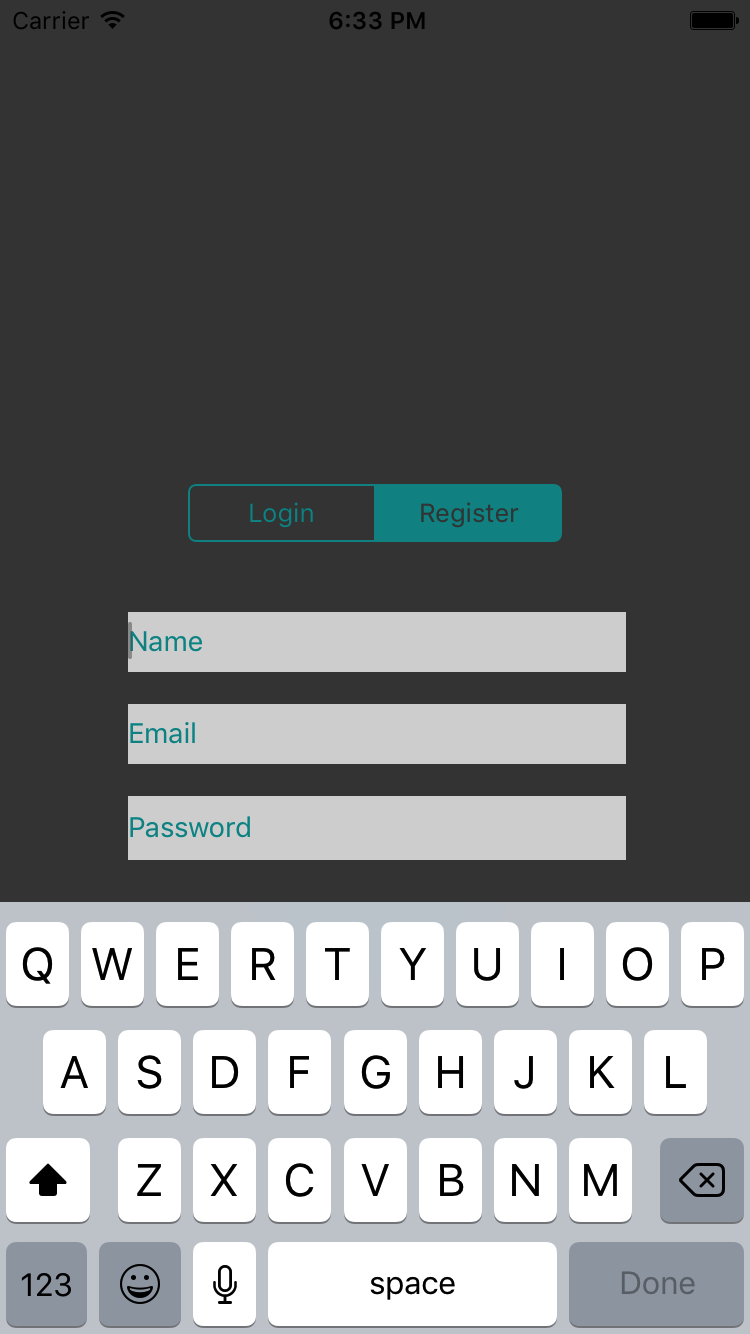 Carrier 6:33 PM
Login Register
Name
Email
Password
Q W E R T Y U I O P
A S D F G H J K L
Z X C V B N M
123 space Done